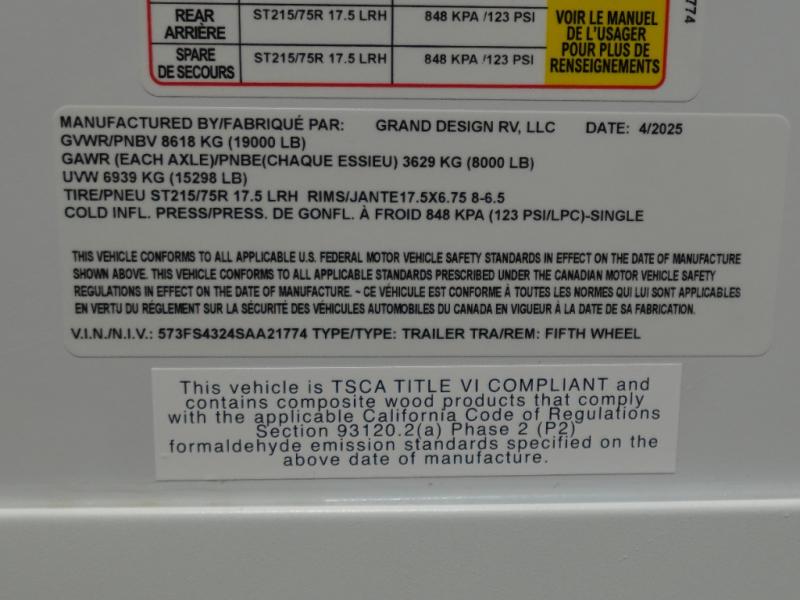 REAR ARRIÈRE ST215/75R 17.5 LRH 848 KPA /123 PSI
SPARE DE SECOURS ST215/75R 17.5 LRH 848 KPA /123 PSI
VOIR LE MANUEL
DE L'USAGER
POUR PLUS DE
RENSEIGNEMENTS
774
MANUFACTURED BY/FABRIQUÉ PAR: GRAND DESIGN RV, LLC DATE: 4/2025
GVWR/PNBV 8618 KG (19000 LB)
GAWR (EACH AXLE)/PNBE(CHAQUE ESSIEU) 3629 KG (8000 LB)
UVW 6939 KG (15298 LB)
TIRE/PNEU ST215/75R 17.5 LRH RIMS/JANTE17.5X6.75 8-6.5
COLD INFL. PRESS/PRESS. DE GONFL. À FROID 848 KPA (123 PSI/LPC)-SINGLE
THIS VEHICLE CONFORMS TO ALL APPLICABLE U.S. FEDERAL MOTOR VEHICLE SAFETY STANDARDS IN EFFECT ON THE DATE OF MANUFACTURE
SHOWN ABOVE. THIS VEHICLE CONFORMS TO ALL APPLICABLE STANDARDS PRESCRIBED UNDER THE CANADIAN MOTOR VEHICLE SAFETY
REGULATIONS IN EFFECT ON THE DATE OF MANUFACTURE. ~ CE VÉHICULE EST CONFORME À TOUTES LES NORMES QUI LUI SONT APPLICABLES
EN VERTU DU RÉGLEMENT SUR LA SÉCURITÉ DES VÉHICULES AUTOMOBILES DU CANADA EN VIGUEUR À LA DATE DE SA FABRICATION.
V.I.N./N.I.V.: 573FS4324SAA21774 TYPE/TYPE: TRAILER TRA/REM: FIFTH WHEEL
This vehicle is TSCA TITLE VI COMPLIANT and
contains composite wood products that comply
with the applicable California Code of Regulations
Section 93120.2(a) Phase 2 (P2)
formaldehyde emission standards specified on the
above date of manufacture.